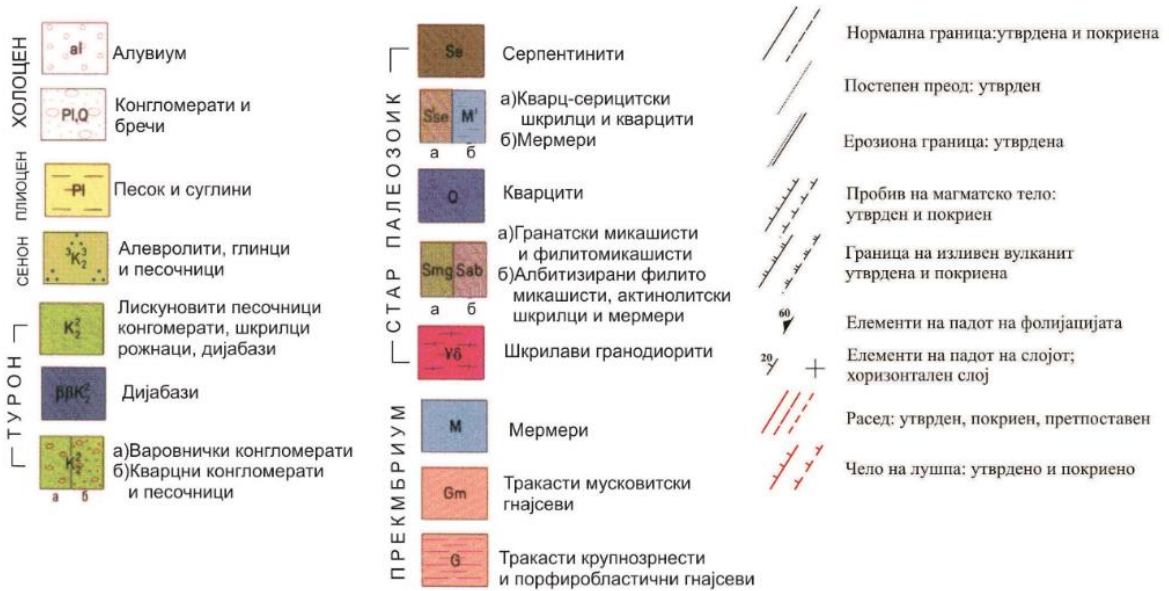 ХОЛОЦЕН
al
Алувиум
Pl,Q
Конгломерати и
бречи
ПЛИОЦЕН
Pl
Песок и суглини
СЕНОН
³K₂³
Алевролити, глинци
и песочници
ТУРОН
K₂²
Лискуновити песочници
конгомерати, шкрилци
рожнаци, дијабази
ββK₂²
Дијабази
K₂²
а б
а)Варовнички конгломерати
б)Кварцни конгломерати
и песочници
СТАР ПАЛЕОЗОИК
Se
Серпентинити
Sse M'
а б
а)Кварц-серицитски
шкрилци и кварцити
б)Мермери
Q
Кварцити
Smg Sab
а б
а)Гранатски микашисти
и филитомикашисти
б)Албитизирани филито
микашисти, актинолитски
шкрилци и мермери
γδ
Шкрилави гранодиорити
ПРЕКМБРИУМ
M
Мермери
Gm
Тракасти мусковитски
гнајсеви
G
Тракасти крупнозрнести
и порфиробластични гнајсеви
Нормална граница:утврдена и покриена
Постепен преод: утврден
Ерозиона граница: утврдена
Пробив на магматско тело:
утврден и покриен
Граница на изливен вулканит
утврдена и покриена
60
Елементи на падот на фолијацијата
20
Елементи на падот на слојот;
хоризонтален слој
Расед: утврден, покриен, претпоставен
Чело на лушпа: утврдено и покриено